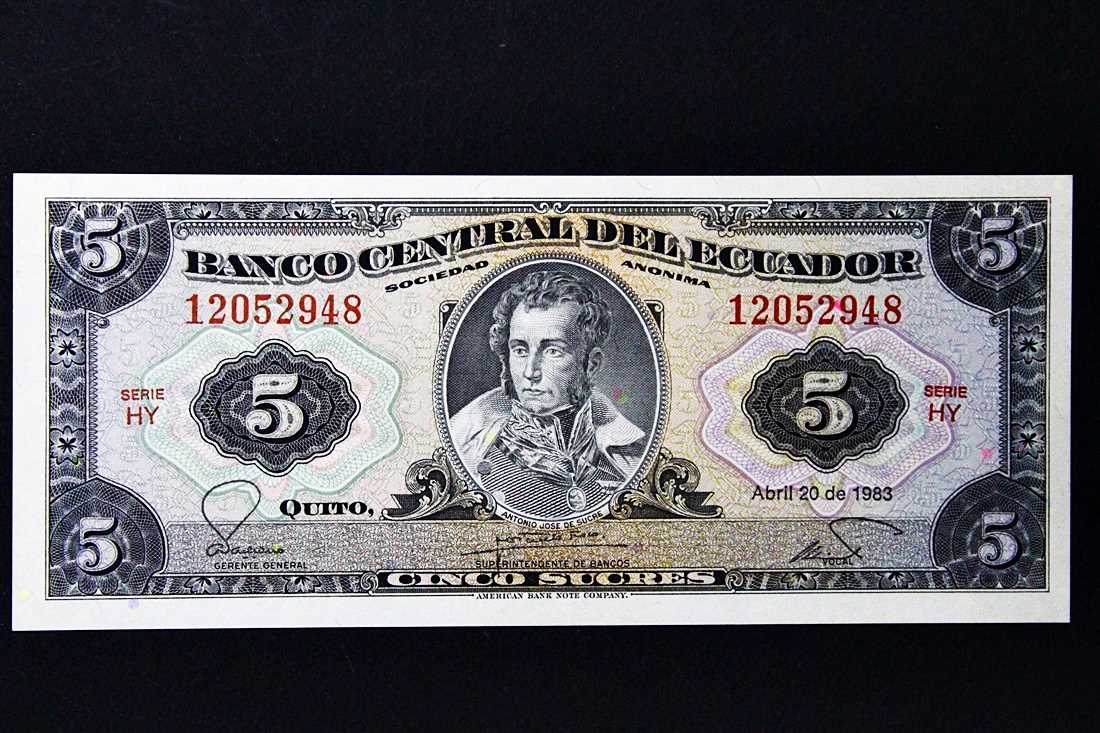 5 5
BANCO CENTRAL DEL ECUADOR
SOCIEDAD ANONIMA
12052948 12052948
5 5
SERIE HY SERIE HY
Abril 20 de 1983
QUITO,
ANTONIO JOSE DE SUCRE
5 5
GERENTE GENERAL SUPERINTENDENTE DE BANCOS VOCAL
CINCO SUCRES
AMERICAN BANK NOTE COMPANY.